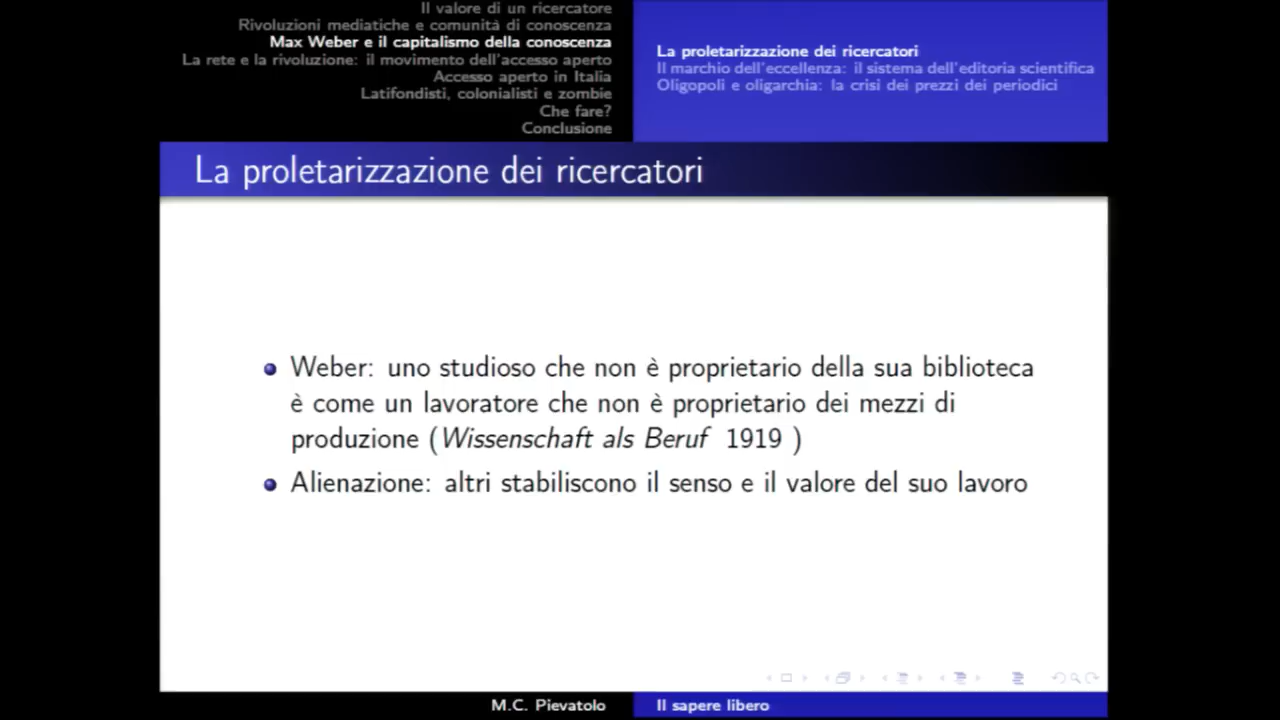 Il valore di un ricercatore
Rivoluzioni mediatiche e comunità di conoscenza
Max Weber e il capitalismo della conoscenza
La rete e la rivoluzione: il movimento dell'accesso aperto
Accesso aperto in Italia
Latifondisti, colonialisti e zombie
Che fare?
Conclusione
La proletarizzazione dei ricercatori
Il marchio dell'eccellenza: il sistema dell'editoria scientifica
Oligopoli e oligarchia: la crisi dei prezzi dei periodici
La proletarizzazione dei ricercatori
Weber: uno studioso che non è proprietario della sua biblioteca
è come un lavoratore che non è proprietario dei mezzi di
produzione (Wissenschaft als Beruf 1919 )
Alienazione: altri stabiliscono il senso e il valore del suo lavoro
M.C. Pievatolo
Il sapere libero